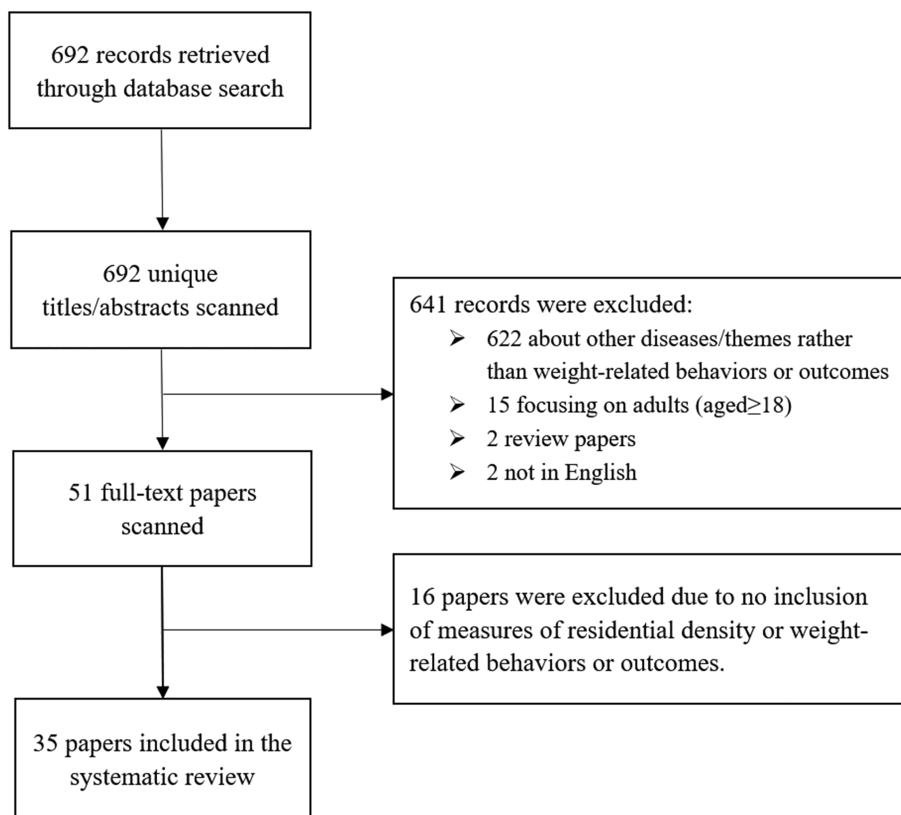 692 records retrieved
through database search
692 unique
titles/abstracts scanned
641 records were excluded:
➢ 622 about other diseases/themes rather
than weight-related behaviors or outcomes
➢ 15 focusing on adults (aged≥18)
➢ 2 review papers
➢ 2 not in English
51 full-text papers
scanned
16 papers were excluded due to no inclusion
of measures of residential density or weight-
related behaviors or outcomes.
35 papers included in the
systematic review